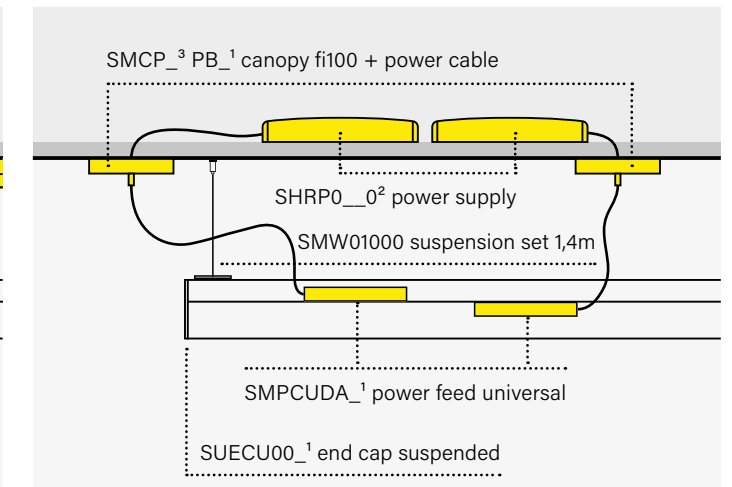 SMCP_³ PB_¹ canopy fi100 + power cable
SHRP0__0² power supply
SMW01000 suspension set 1,4m
SMPCUDA_¹ power feed universal
SUECU00_¹ end cap suspended